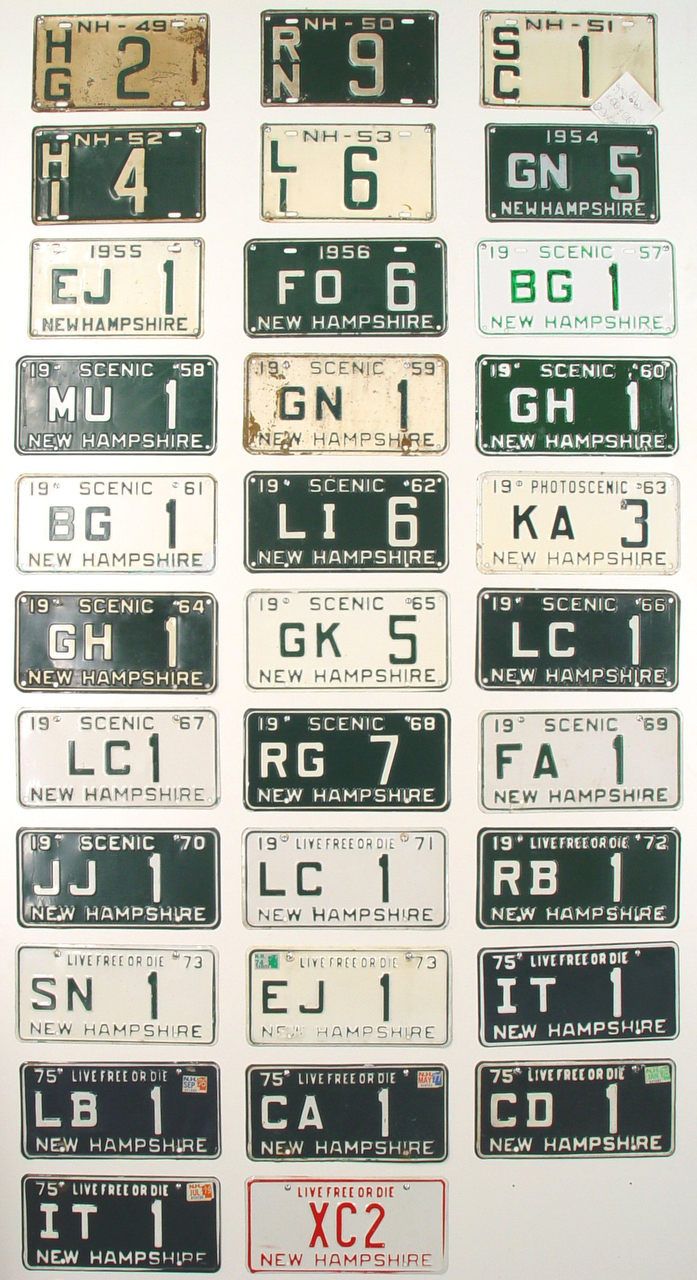 NH-49
HG 2
NH-50
RN 9
NH-51
SC 1
NH-52
HI 4
NH-53
LI 6
1954
GN 5
NEW HAMPSHIRE
1955
EJ 1
NEW HAMPSHIRE
1956
FO 6
NEW HAMPSHIRE
19 SCENIC 57
BG 1
NEW HAMPSHIRE
19 SCENIC 58
MU 1
NEW HAMPSHIRE
19 SCENIC 59
GN 1
NEW HAMPSHIRE
19 SCENIC 60
GH 1
NEW HAMPSHIRE
19 SCENIC 61
BG 1
NEW HAMPSHIRE
19 SCENIC 62
LI 6
NEW HAMPSHIRE
19 PHOTOSCENIC 63
KA 3
NEW HAMPSHIRE
19 SCENIC 64
GH 1
NEW HAMPSHIRE
19 SCENIC 65
GK 5
NEW HAMPSHIRE
19 SCENIC 66
LC 1
NEW HAMPSHIRE
19 SCENIC 67
LC 1
NEW HAMPSHIRE
19 SCENIC 68
RG 7
NEW HAMPSHIRE
19 SCENIC 69
FA 1
NEW HAMPSHIRE
19 SCENIC 70
JJ 1
NEW HAMPSHIRE
19 LIVE FREE OR DIE 71
LC 1
NEW HAMPSHIRE
19 LIVE FREE OR DIE 72
RB 1
NEW HAMPSHIRE
LIVE FREE OR DIE 73
SN 1
NEW HAMPSHIRE
74 LIVE FREE OR DIE 73
EJ 1
NEW HAMPSHIRE
75 LIVE FREE OR DIE
IT 1
NEW HAMPSHIRE
75 LIVE FREE OR DIE SEP
LB 1
NEW HAMPSHIRE
75 LIVE FREE OR DIE MAY
CA 1
NEW HAMPSHIRE
75 LIVE FREE OR DIE
CD 1
NEW HAMPSHIRE
75 LIVE FREE OR DIE
IT 1
NEW HAMPSHIRE
LIVE FREE OR DIE
XC2
NEW HAMPSHIRE